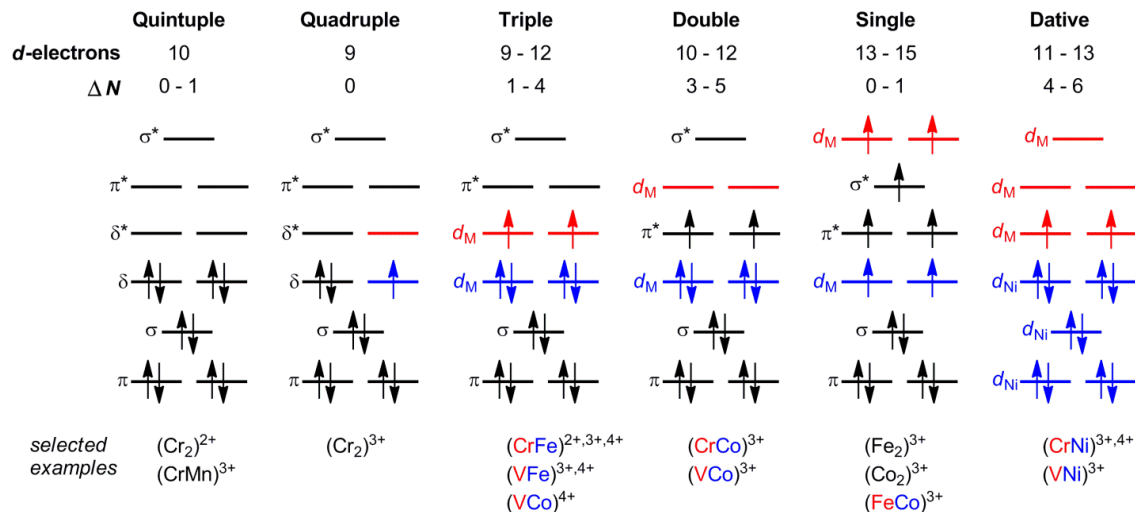 Quintuple Quadruple Triple Double Single Dative
d-electrons 10 9 9 - 12 10 - 12 13 - 15 11 - 13
ΔN 0 - 1 0 1 - 4 3 - 5 0 - 1 4 - 6
σ* σ* σ* σ* dM dM
π* π* π* dM σ* dM
δ* δ* dM π* π* dM
δ δ dM dM dM dNi
σ σ σ σ σ dNi
π π π π π dNi
selected (Cr2)2+ (Cr2)3+ (CrFe)2+,3+,4+ (CrCo)3+ (Fe2)3+ (CrNi)3+,4+
examples (CrMn)3+ (VFe)3+,4+ (VCo)3+ (Co2)3+ (VNi)3+
(VCo)4+ (FeCo)3+